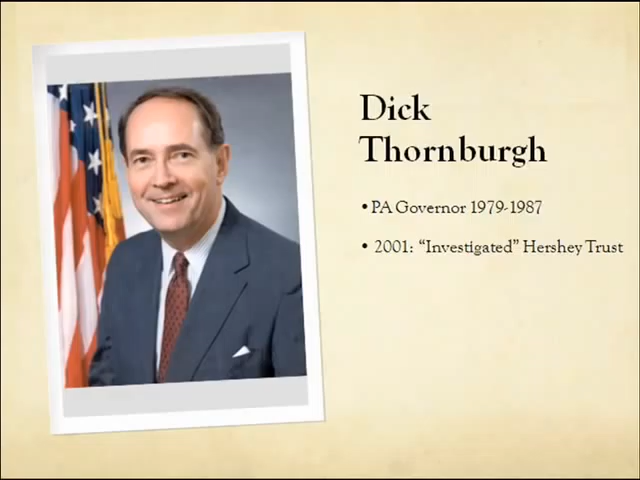 Dick
Thornburgh
• PA Governor 1979-1987
• 2001: “Investigated” Hershey Trust